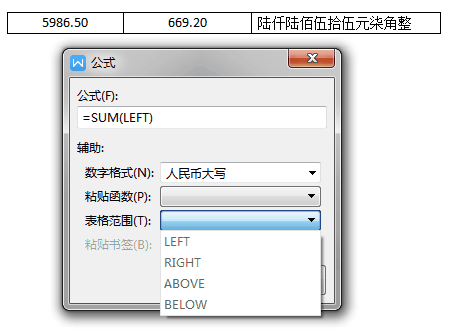 5986.50 669.20 陆仟陆佰伍拾伍元柒角整
公式
公式(F):
=SUM(LEFT)
辅助:
数字格式(N): 人民币大写
粘贴函数(P):
表格范围(T):
粘贴书签(B):
LEFT
RIGHT
ABOVE
BELOW